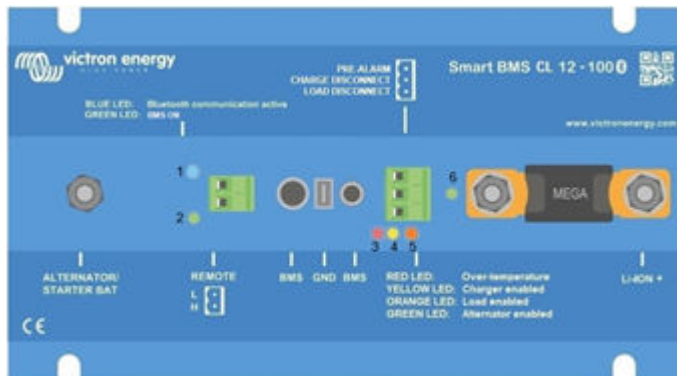 victron energy
BLUE POWER
PRE-ALARM
CHARGE DISCONNECT
LOAD DISCONNECT
Smart BMS CL 12 - 100
BLUE LED: Bluetooth communication active
GREEN LED: BMS ON
www.victronenergy.com
1
2
3
4
5
6
MEGA
ALTERNATOR/
STARTER BAT
REMOTE
L
H
BMS
GND
BMS
RED LED: Over-temperature
YELLOW LED: Charger enabled
ORANGE LED: Load enabled
GREEN LED: Alternator enabled
Li-ION +
CE